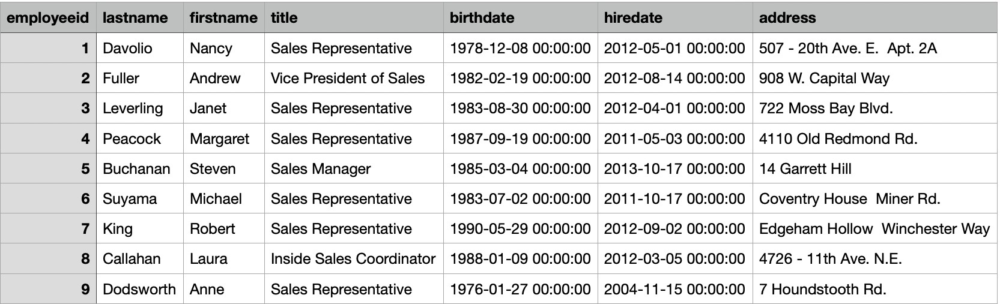 employeeid lastname firstname title birthdate hiredate address
1 Davolio Nancy Sales Representative 1978-12-08 00:00:00 2012-05-01 00:00:00 507 - 20th Ave. E.  Apt. 2A
2 Fuller Andrew Vice President of Sales 1982-02-19 00:00:00 2012-08-14 00:00:00 908 W. Capital Way
3 Leverling Janet Sales Representative 1983-08-30 00:00:00 2012-04-01 00:00:00 722 Moss Bay Blvd.
4 Peacock Margaret Sales Representative 1987-09-19 00:00:00 2011-05-03 00:00:00 4110 Old Redmond Rd.
5 Buchanan Steven Sales Manager 1985-03-04 00:00:00 2013-10-17 00:00:00 14 Garrett Hill
6 Suyama Michael Sales Representative 1983-07-02 00:00:00 2011-10-17 00:00:00 Coventry House  Miner Rd.
7 King Robert Sales Representative 1990-05-29 00:00:00 2012-09-02 00:00:00 Edgeham Hollow  Winchester Way
8 Callahan Laura Inside Sales Coordinator 1988-01-09 00:00:00 2012-03-05 00:00:00 4726 - 11th Ave. N.E.
9 Dodsworth Anne Sales Representative 1976-01-27 00:00:00 2004-11-15 00:00:00 7 Houndstooth Rd.